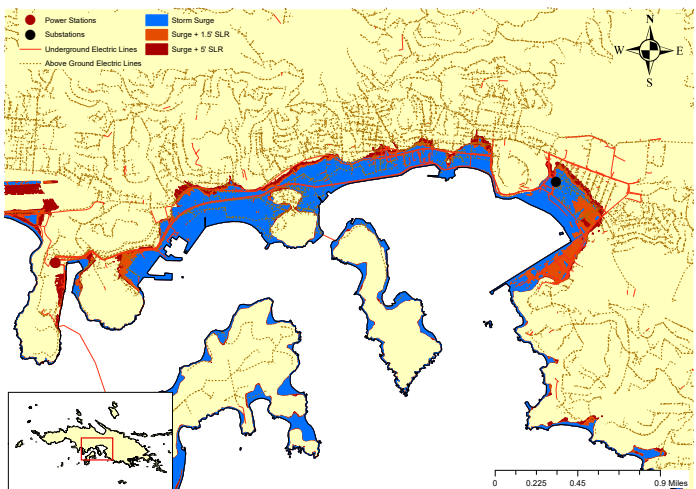 Power Stations
Substations
Underground Electric Lines
Above Ground Electric Lines
Storm Surge
Surge + 1.5' SLR
Surge + 5' SLR
N
W E
S
0 0.225 0.45 0.9 Miles